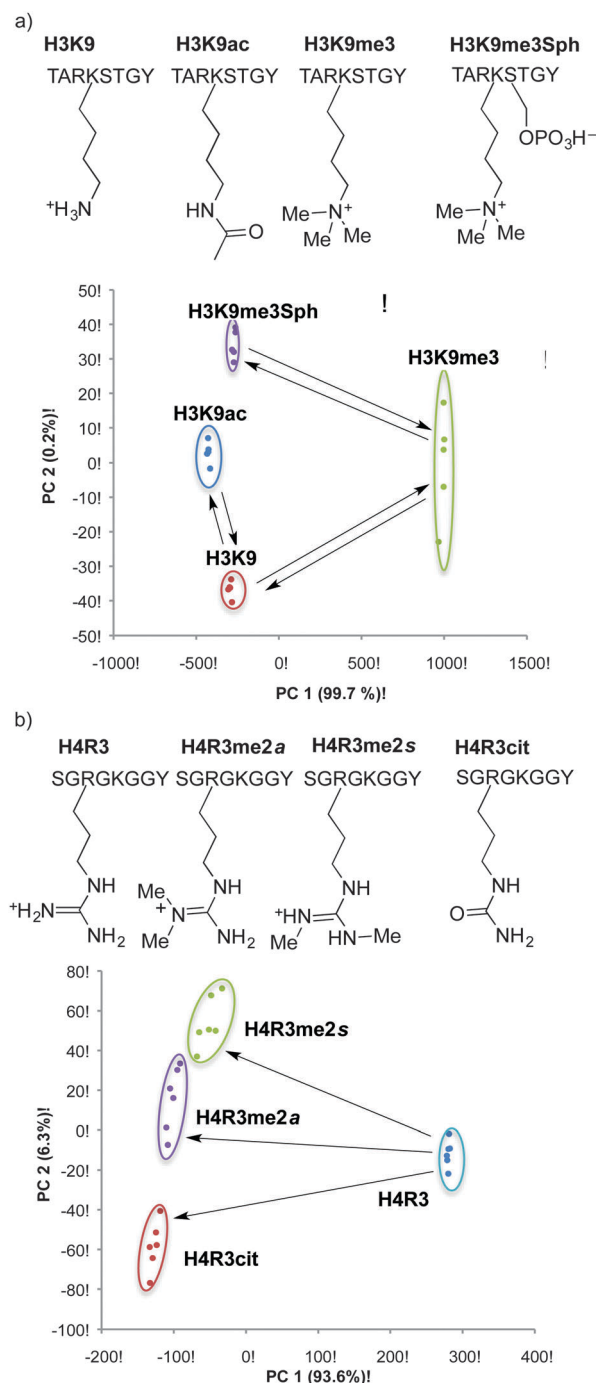 a)
H3K9 H3K9ac H3K9me3 H3K9me3Sph
TARKSTGY TARKSTGY TARKSTGY TARKSTGY
OPO₃H⁻
⁺H₃N HN O Me N⁺ Me Me Me N⁺ Me Me
50!
40!
30!
20!
10!
0!
-10!
-20!
-30!
-40!
-50!
PC 2 (0.2%)!
H3K9me3Sph !
H3K9me3 !
H3K9ac
H3K9
-1000! -500! 0! 500! 1000! 1500!
PC 1 (99.7 %)!
b)
H4R3 H4R3me2a H4R3me2s H4R3cit
SGRGKGGY SGRGKGGY SGRGKGGY SGRGKGGY
NH NH NH NH
⁺H₂N NH₂ Me + N Me NH₂ +HN Me HN Me O NH₂
80!
60!
40!
20!
0!
-20!
-40!
-60!
-80!
-100!
PC 2 (6.3%)!
H4R3me2s
H4R3me2a
H4R3
H4R3cit
-200! -100! 0! 100! 200! 300! 400!
PC 1 (93.6%)!